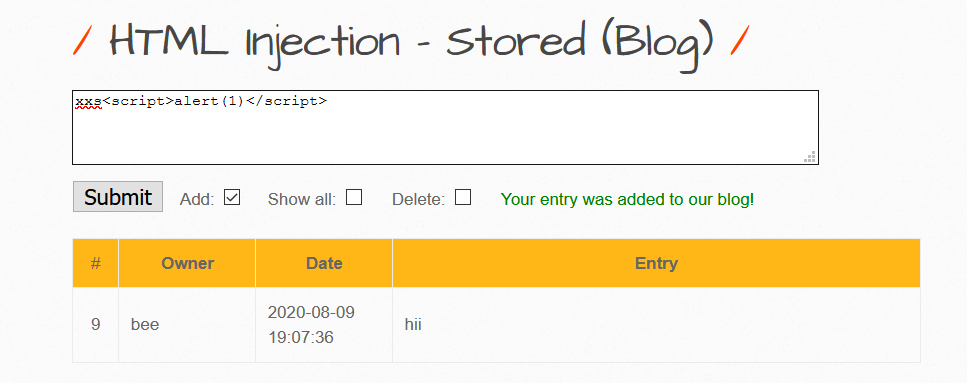 / HTML Injection - Stored (Blog) /
xxs<script>alert(1)</script>
Submit Add: Show all: Delete: Your entry was added to our blog!
# Owner Date Entry
9 bee 2020-08-09 19:07:36 hii